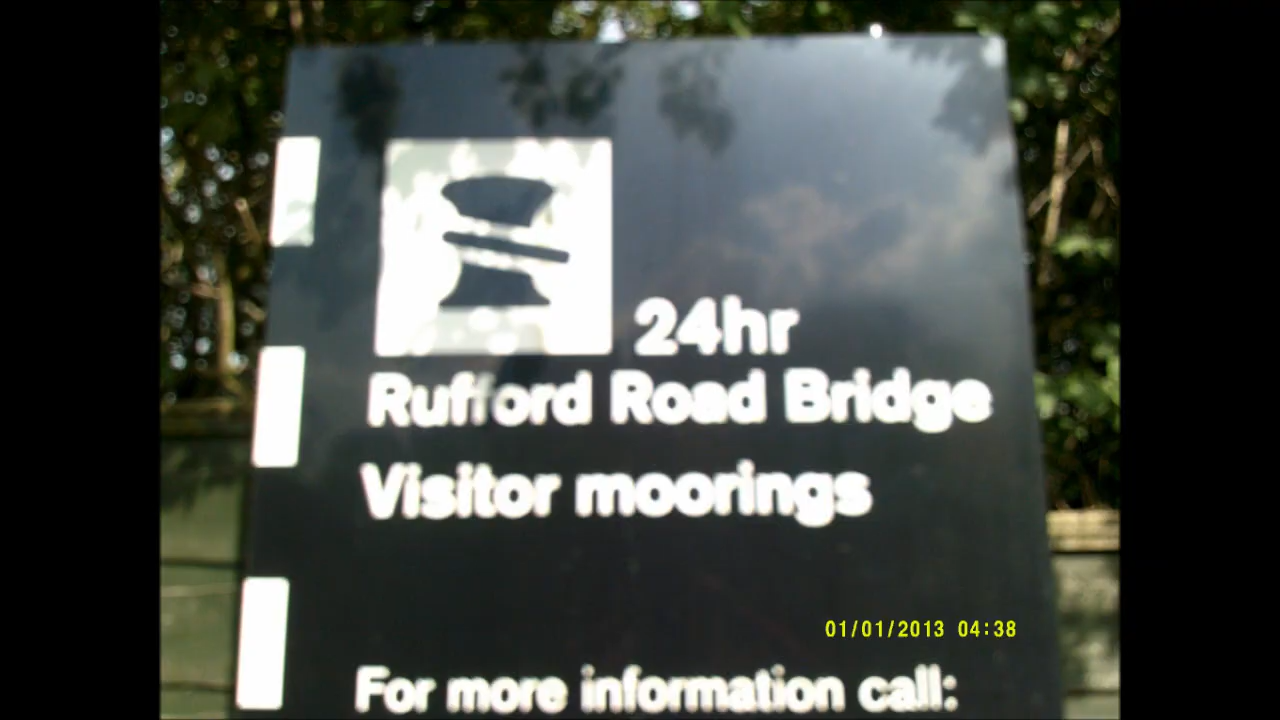 24hr
Rufford Road Bridge
Visitor moorings
01/01/2013 04:38
For more information call: